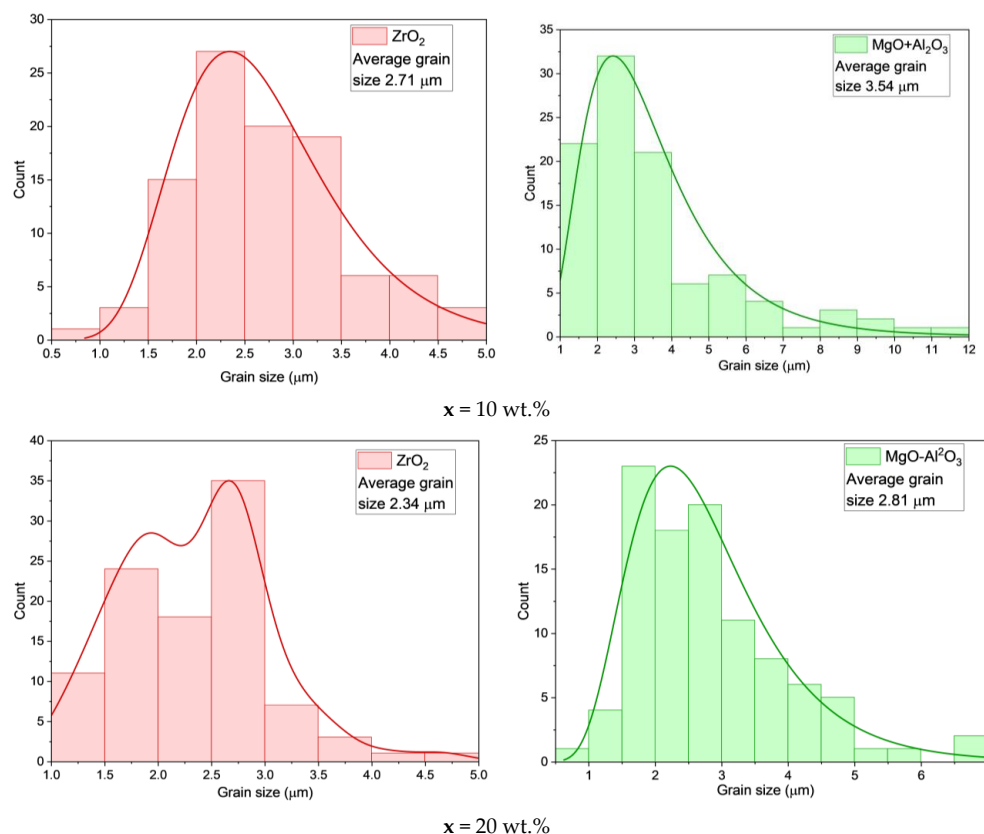 30
25
20
15
10
5
0
Count
ZrO₂
Average grain
size 2.71 μm
0.5 1.0 1.5 2.0 2.5 3.0 3.5 4.0 4.5 5.0
Grain size (μm)
35
30
25
20
15
10
5
0
Count
MgO+Al₂O₃
Average grain
size 3.54 μm
1 2 3 4 5 6 7 8 9 10 11 12
Grain size (μm)
x = 10 wt.%
40
35
30
25
20
15
10
5
0
Count
ZrO₂
Average grain
size 2.34 μm
1.0 1.5 2.0 2.5 3.0 3.5 4.0 4.5 5.0
Grain size (μm)
25
20
15
10
5
0
Count
MgO-Al²O₃
Average grain
size 2.81 μm
1 2 3 4 5 6
Grain size (μm)
x = 20 wt.%